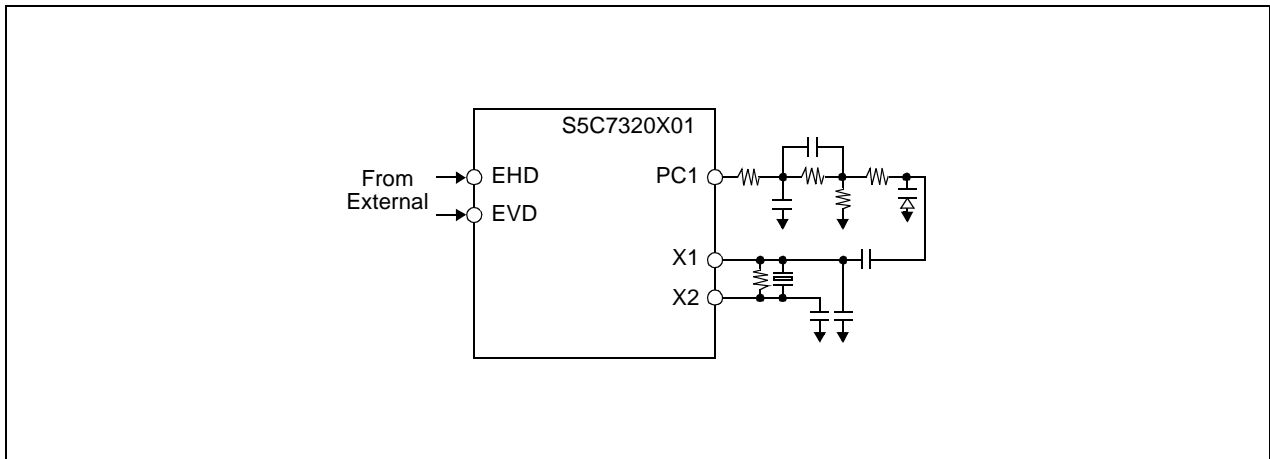 S5C7320X01
From
External
EHD
EVD
PC1
X1
X2